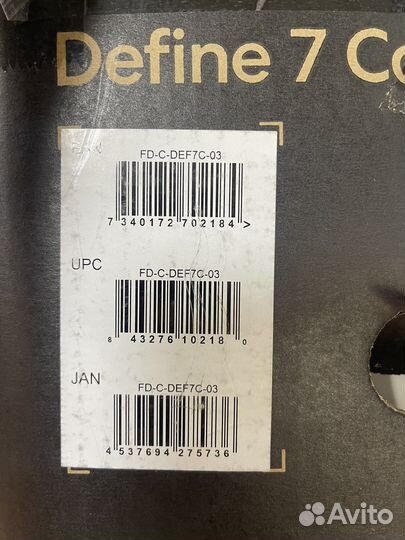 Define 7 Co
FD-C-DEF7C-03
7 340172 702184 >
UPC
FD-C-DEF7C-03
8 43276 10218 0
JAN
FD-C-DEF7C-03
4 537694 275736
Avito